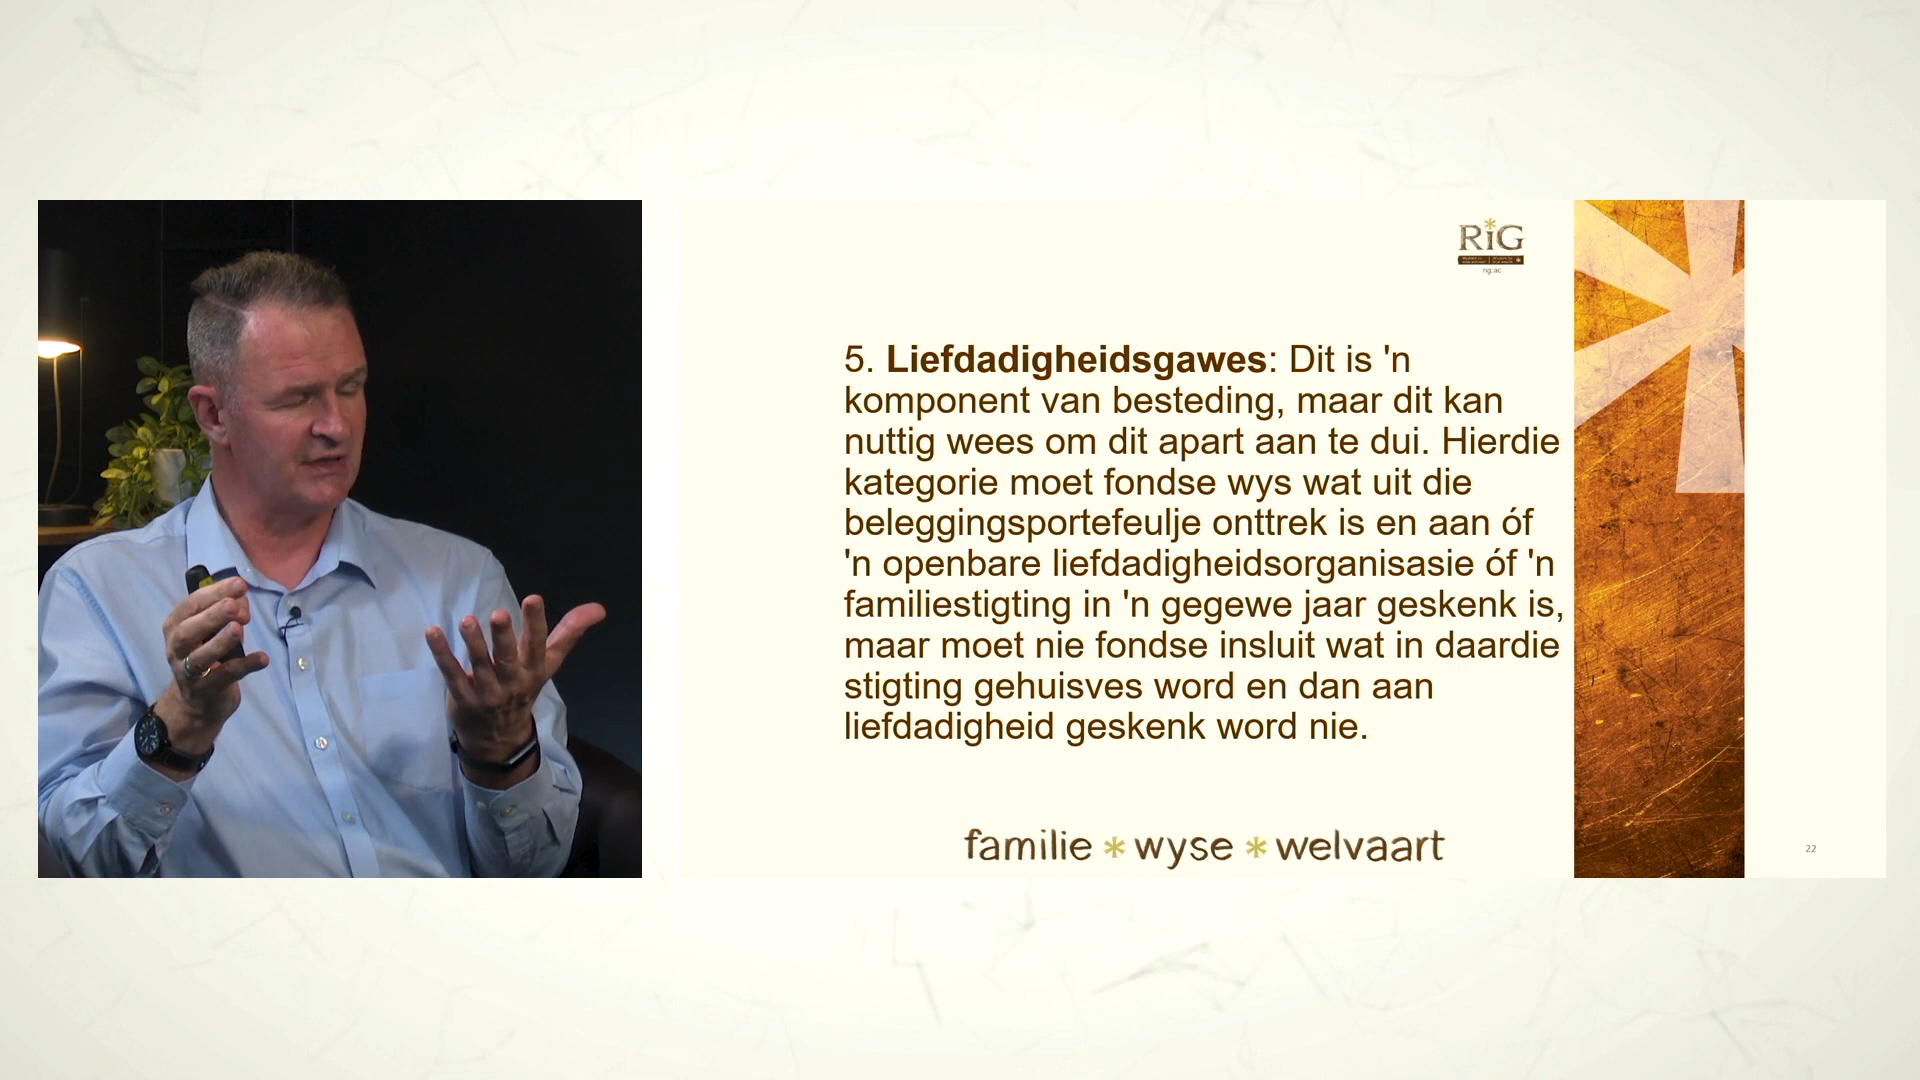 RiG
rig.ac
5. Liefdadigheidsgawes: Dit is 'n
komponent van besteding, maar dit kan
nuttig wees om dit apart aan te dui. Hierdie
kategorie moet fondse wys wat uit die
beleggingsportefeulje onttrek is en aan óf
'n openbare liefdadigheidsorganisasie óf 'n
familiestigting in 'n gegewe jaar geskenk is,
maar moet nie fondse insluit wat in daardie
stigting gehuisves word en dan aan
liefdadigheid geskenk word nie.
familie * wyse * welvaart
22